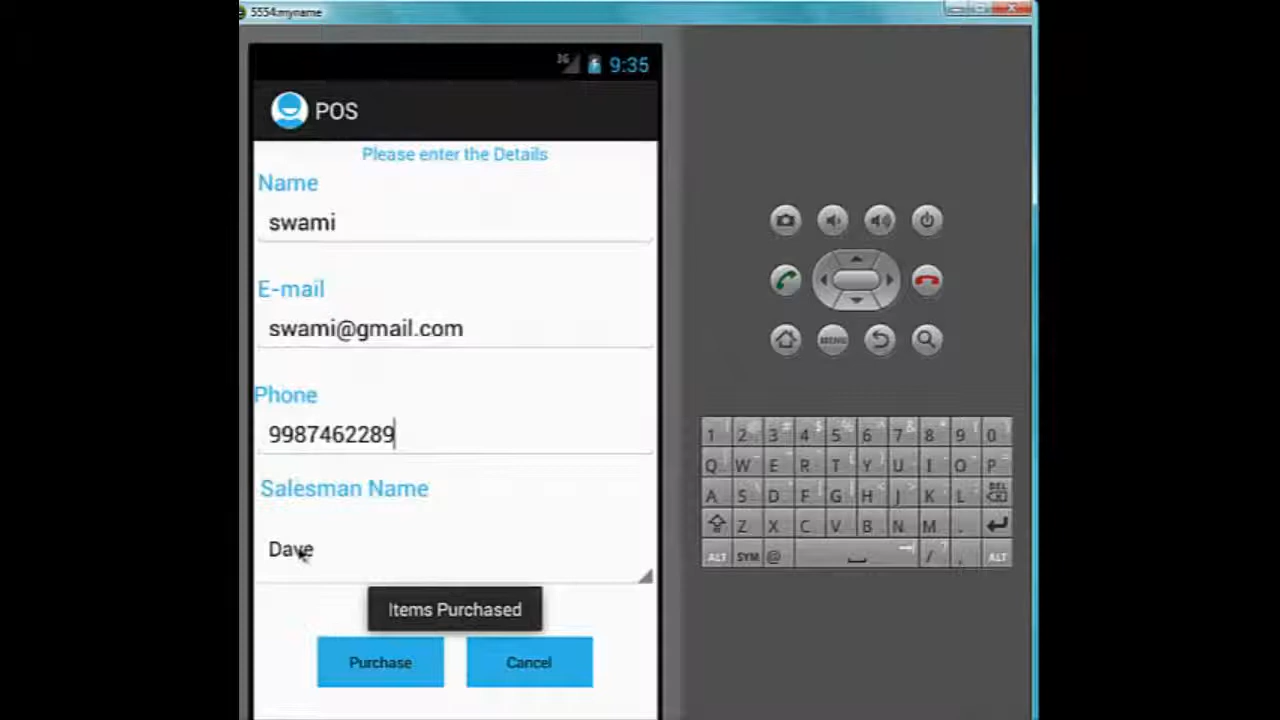 5554:myname
3G 9:35
POS
Please enter the Details
Name
swami
E-mail
swami@gmail.com
Phone
9987462289
Salesman Name
Dave
Items Purchased
Purchase Cancel
MENU
1 2 3 4 5 6 7 8 9 0
Q W E R T Y U I O P
A S D F G H J K L DEL
Z X C V B N M .
ALT SYM @ / , ALT